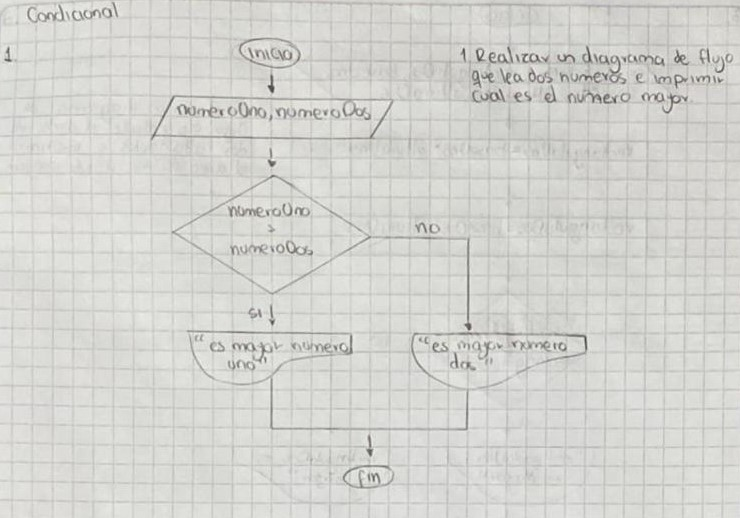 Condicional
1.
inicio
1. Realizar un diagrama de flujo
que lea dos numeros e imprimir
cual es el numero mayor.
numeroUno, numeroDos
numeroUno
>
numeroDos
no
si
"es mayor numero
uno"
"es mayor numero
dos"
fin